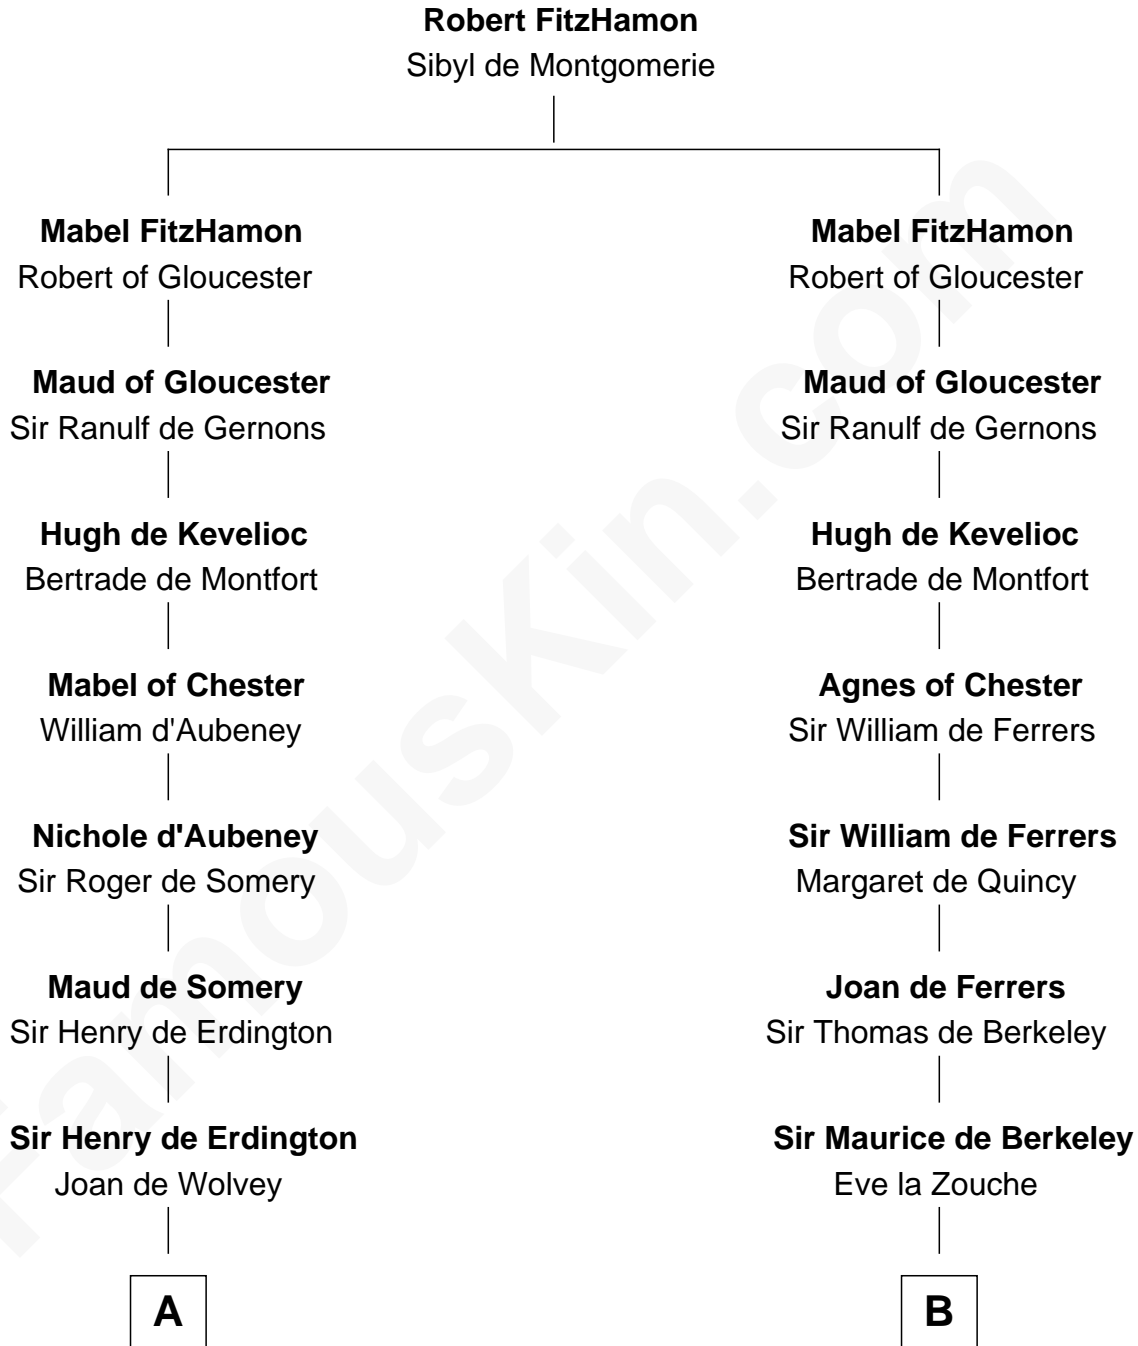 Robert FitzHamon
Sibyl de Montgomerie
Mabel FitzHamon
Robert of Gloucester
Maud of Gloucester
Sir Ranulf de Gernons
Hugh de Kevelioc
Bertrade de Montfort
Mabel of Chester
William d'Aubeney
Nichole d'Aubeney
Sir Roger de Somery
Maud de Somery
Sir Henry de Erdington
Sir Henry de Erdington
Joan de Wolvey
A
Mabel FitzHamon
Robert of Gloucester
Maud of Gloucester
Sir Ranulf de Gernons
Hugh de Kevelioc
Bertrade de Montfort
Agnes of Chester
Sir William de Ferrers
Sir William de Ferrers
Margaret de Quincy
Joan de Ferrers
Sir Thomas de Berkeley
Sir Maurice de Berkeley
Eve la Zouche
B
FamousKin.com